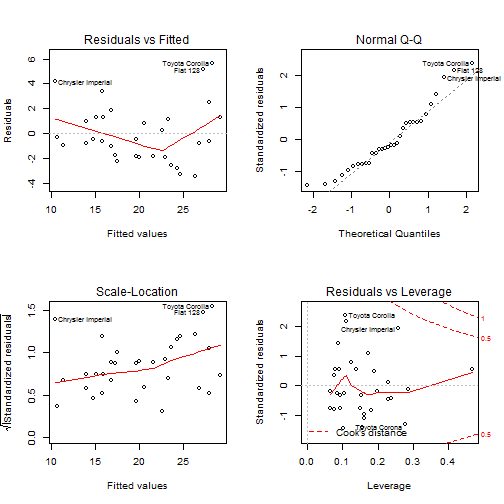 Residuals vs Fitted
Residuals
6
4
2
0
-2
-4
Toyota Corolla
Fiat 128
Chrysler Imperial
10
15
20
25
Fitted values
Normal Q-Q
Standardized residuals
2
1
0
-1
Toyota Corolla
Fiat 128
Chrysler Imperial
-2
-1
0
1
2
Theoretical Quantiles
Scale-Location
√|Standardized residuals|
1.5
1.0
0.5
0.0
Toyota Corolla
Fiat 128
Chrysler Imperial
10
15
20
25
Fitted values
Residuals vs Leverage
Standardized residuals
2
1
0
-1
Toyota Corolla
Chrysler Imperial
Toyota Corona
Cook's distance
1
0.5
0.5
0.0
0.1
0.2
0.3
0.4
Leverage